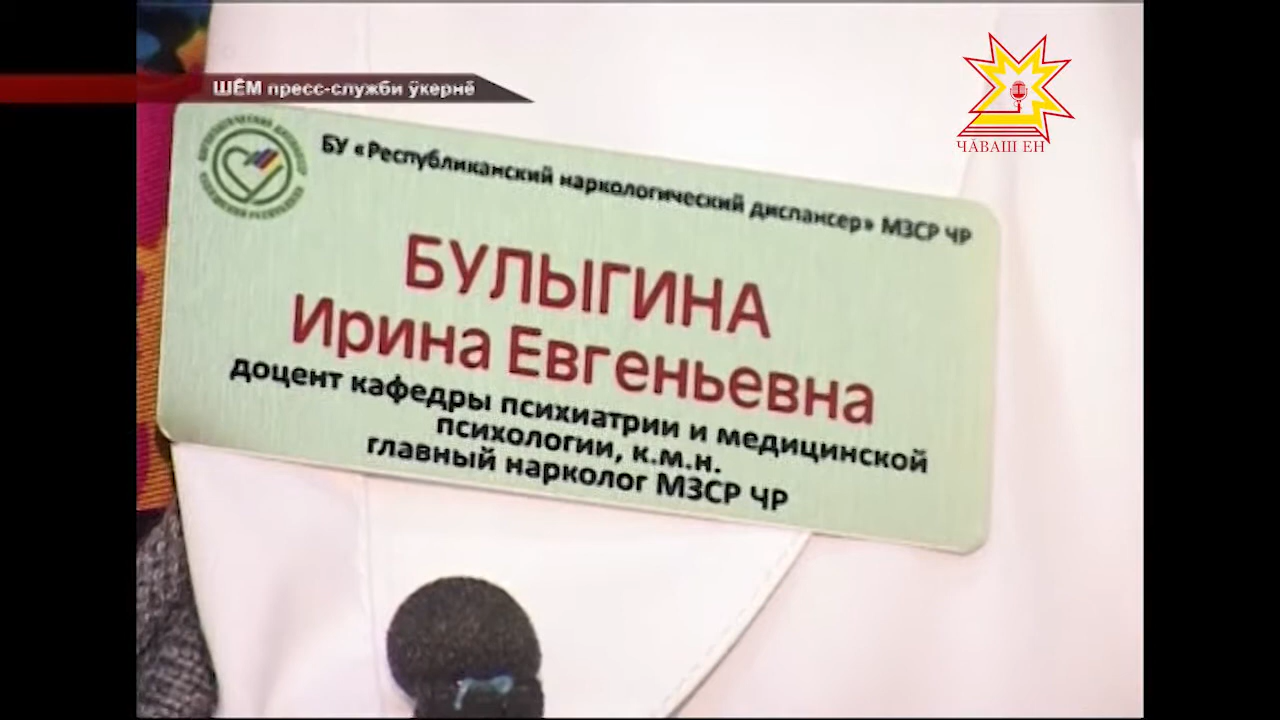 ШӖМ пресс-служби ӳкернӗ
ЧĂВАШ ЕН
БУ «Республиканский наркологический диспансер» МЗСР ЧР
БУЛЫГИНА
Ирина Евгеньевна
доцент кафедры психиатрии и медицинской
психологии, к.м.н.
главный нарколог МЗСР ЧР